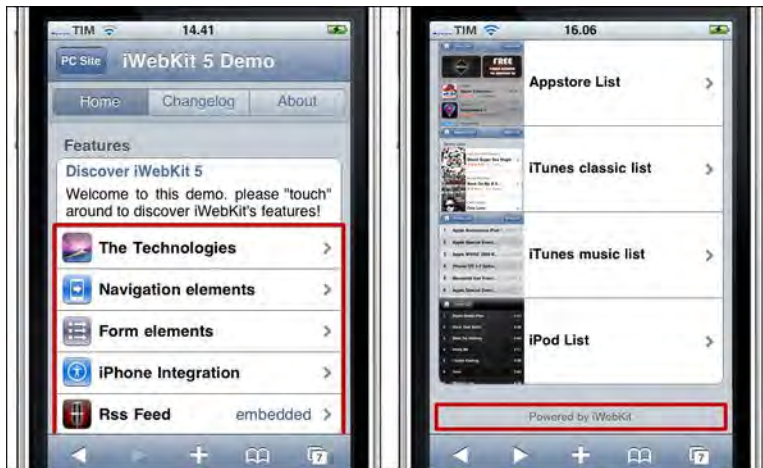 TIM
14.41
PC Site
iWebKit 5 Demo
Home
Changelog
About
Features
Discover iWebKit 5
Welcome to this demo. please "touch"
around to discover iWebKit's features!
The Technologies
Navigation elements
Form elements
iPhone Integration
Rss Feed embedded
7
TIM
16.06
FREE
Appstore List
iTunes classic list
iTunes music list
iPod List
Powered by iWebKit
7